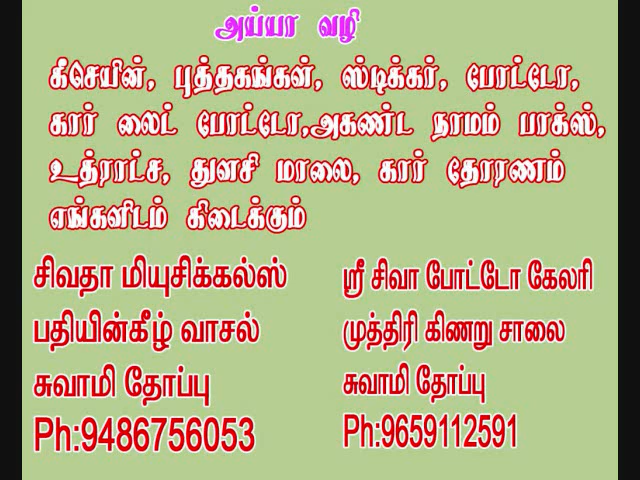 அய்யா வழி
கீசெயின், புத்தகங்கள், ஸ்டிக்கர், போட்டோ,
கார் லைட் போட்டோ,அகண்ட நாமம் பாக்ஸ்,
உத்ராட்ச, துளசி மாலை, கார் தோரணம்
எங்களிடம் கிடைக்கும்
சிவதா மியுசிக்கல்ஸ்
பதியின்கீழ் வாசல்
சுவாமி தோப்பு
Ph:9486756053
ஸ்ரீ சிவா போட்டோ கேலரி
முத்திரி கிணறு சாலை
சுவாமி தோப்பு
Ph:9659112591